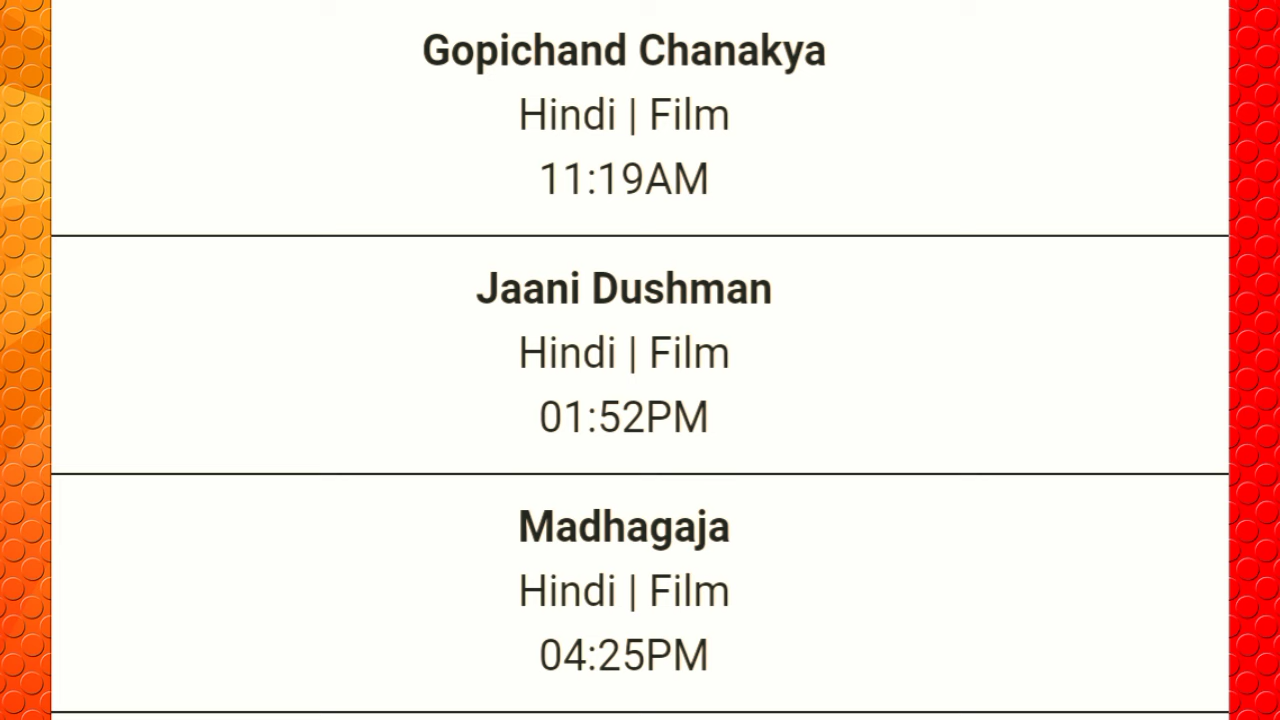 Gopichand Chanakya
Hindi | Film
11:19AM
Jaani Dushman
Hindi | Film
01:52PM
Madhagaja
Hindi | Film
04:25PM